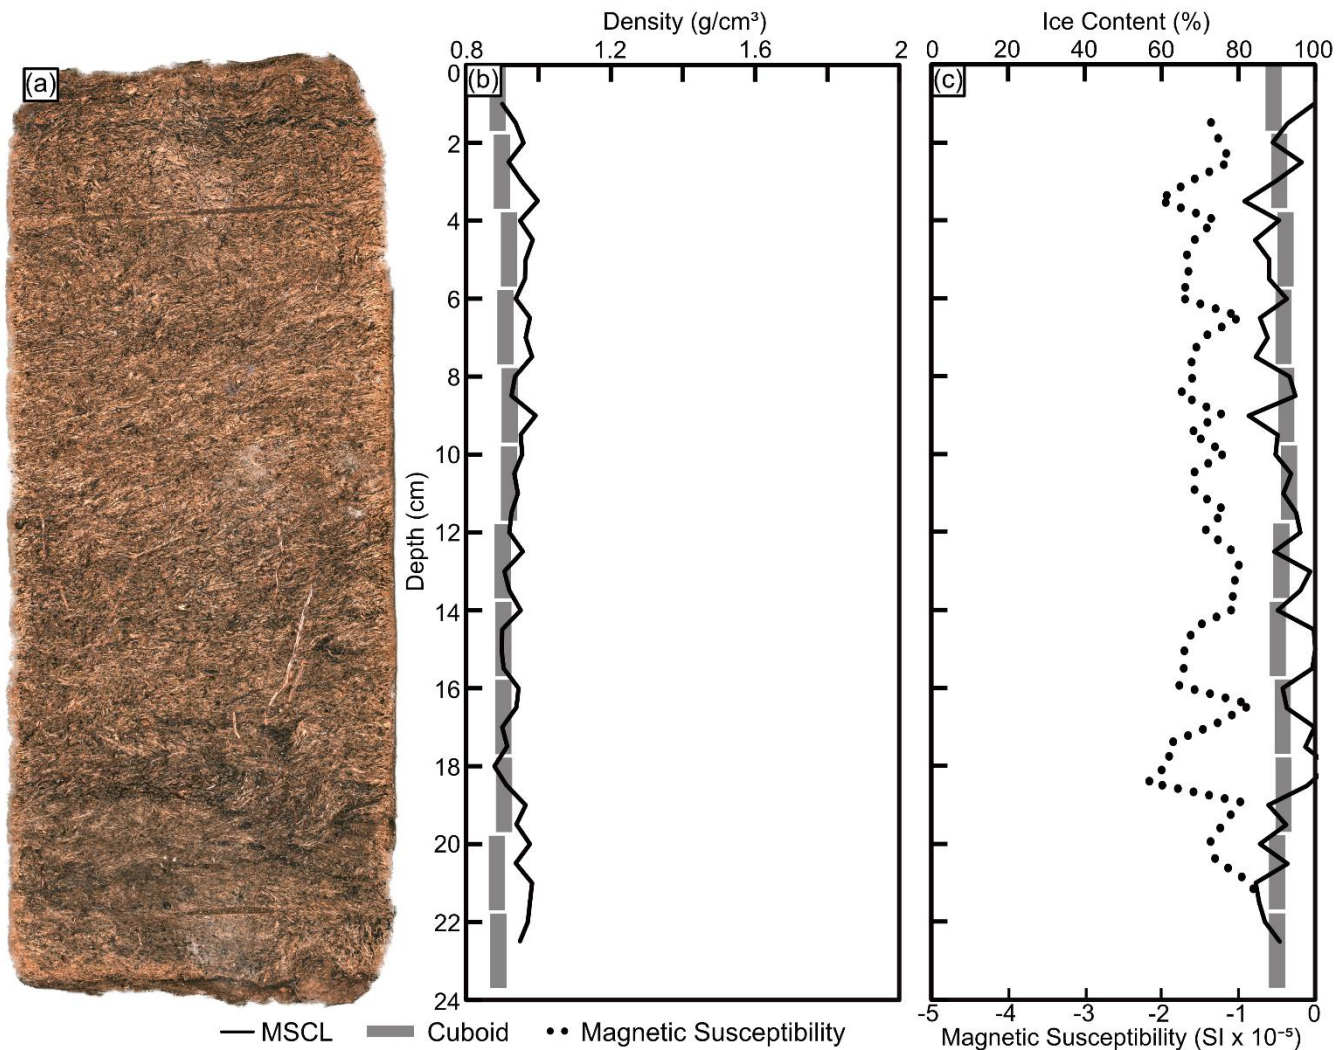 Density (g/cm³)
Ice Content (%)
0.8 1.2 1.6 2
0 20 40 60 80 100
(a)
(b)
(c)
0
2
4
6
8
10
12
14
16
18
20
22
24
Depth (cm)
-5 -4 -3 -2 -1 0
Magnetic Susceptibility (SI x 10⁻⁵)
MSCL Cuboid Magnetic Susceptibility